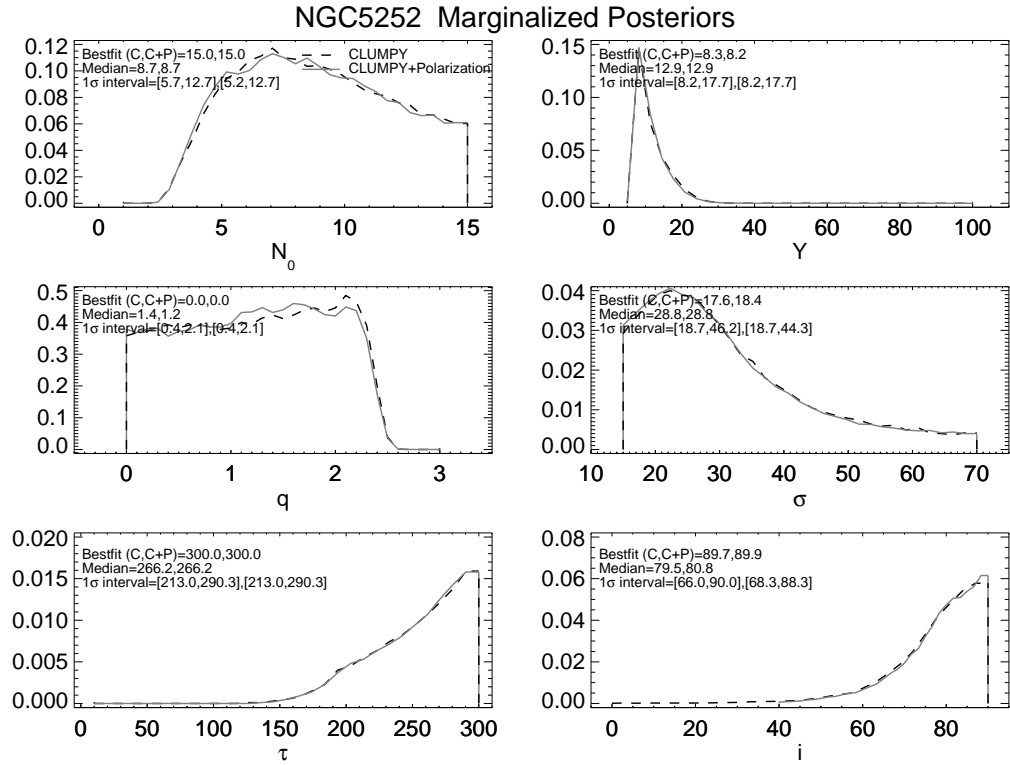 NGC5252 Marginalized Posteriors
Bestfit (C,C+P)=15.0,15.0
Median=8.7,8.7
1σ interval=[5.7,12.7],[5.2,12.7]
CLUMPY
CLUMPY+Polarization
0.12
0.10
0.08
0.06
0.04
0.02
0.00
0 5 10 15
N0
Bestfit (C,C+P)=8.3,8.2
Median=12.9,12.9
1σ interval=[8.2,17.7],[8.2,17.7]
0.15
0.10
0.05
0.00
0 20 40 60 80 100
Y
Bestfit (C,C+P)=0.0,0.0
Median=1.4,1.2
1σ interval=[0.4,2.1],[0.4,2.1]
0.5
0.4
0.3
0.2
0.1
0.0
0 1 2 3
q
Bestfit (C,C+P)=17.6,18.4
Median=28.8,28.8
1σ interval=[18.7,46.2],[18.7,44.3]
0.04
0.03
0.02
0.01
0.00
10 20 30 40 50 60 70
σ
Bestfit (C,C+P)=300.0,300.0
Median=266.2,266.2
1σ interval=[213.0,290.3],[213.0,290.3]
0.020
0.015
0.010
0.005
0.000
0 50 100 150 200 250 300
τ
Bestfit (C,C+P)=89.7,89.9
Median=79.5,80.8
1σ interval=[66.0,90.0],[68.3,88.3]
0.08
0.06
0.04
0.02
0.00
0 20 40 60 80
i